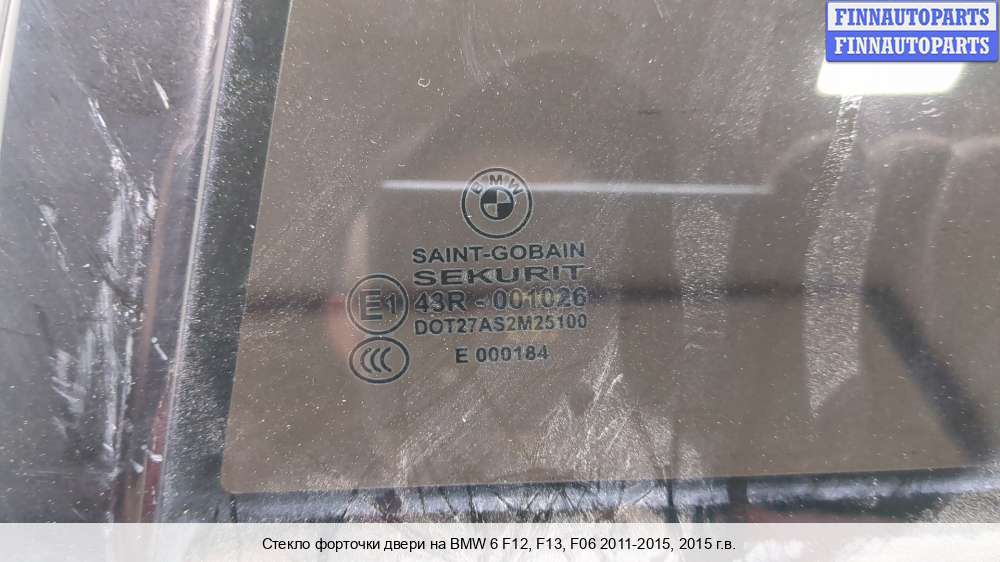 FINNAUTOPARTS
FINNAUTOPARTS
BMW
SAINT-GOBAIN
SEKURIT
E1 43R - 001026
DOT27AS2M25100
CCC
E 000184
Стекло форточки двери на BMW 6 F12, F13, F06 2011-2015, 2015 г.в.